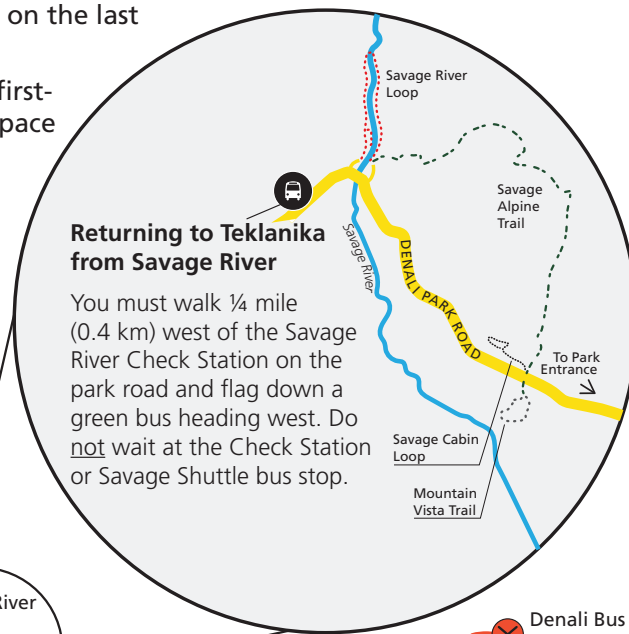 on the last
first-
pace
Savage River
Loop
Savage
Alpine
Trail
Returning to Teklanika
from Savage River
You must walk ¼ mile
(0.4 km) west of the Savage
River Check Station on the
park road and flag down a
green bus heading west. Do
not wait at the Check Station
or Savage Shuttle bus stop.
Savage River
DENALI PARK ROAD
To Park
Entrance
Savage Cabin
Loop
Mountain
Vista Trail
River
Denali Bus